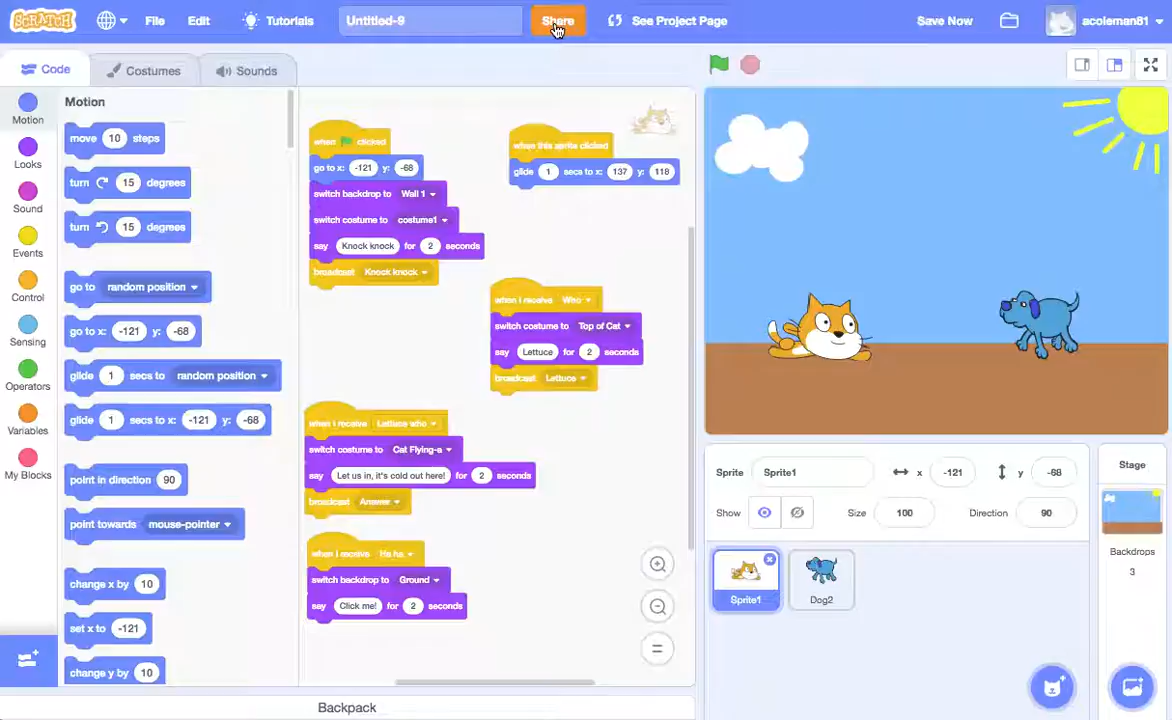 SCRATCH File Edit Tutorials Untitled-9 Share See Project Page Save Now acoleman81
Code Costumes Sounds
Motion
Looks
Sound
Events
Control
Sensing
Operators
Variables
My Blocks
Motion
move 10 steps
turn 15 degrees
turn 15 degrees
go to random position
go to x: -121 y: -68
glide 1 secs to random position
glide 1 secs to x: -121 y: -68
point in direction 90
point towards mouse-pointer
change x by 10
set x to -121
change y by 10
when clicked
go to x: -121 y: -68
switch backdrop to Wall 1
switch costume to costume1
say Knock knock for 2 seconds
broadcast Knock knock
when this sprite clicked
glide 1 secs to x: 137 y: 118
when I receive Who
switch costume to Top of Cat
say Lettuce for 2 seconds
broadcast Lettuce
when I receive Lettuce who
switch costume to Cat Flying-a
say Let us in, it's cold out here! for 2 seconds
broadcast Answer
when I receive Ha ha
switch backdrop to Ground
say Click me! for 2 seconds
Backpack
Sprite Sprite1 x -121 y -68
Show Size 100 Direction 90
Sprite1
Dog2
Stage
Backdrops
3